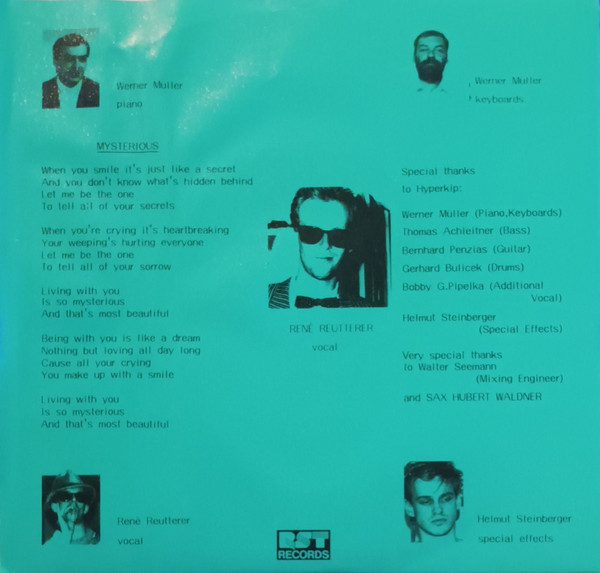 Werner Muller
piano
Werner Muller
keyboards
MYSTERIOUS
When you smile it's just like a secret
And you don't know what's hidden behind
Let me be the one
To tell all of your secrets
When you're crying it's heartbreaking
Your weeping's hurting everyone
Let me be the one
To tell all of your sorrow
Living with you
Is so mysterious
And that's most beautiful
Being with you is like a dream
Nothing but loving all day long
Cause all your crying
You make up with a smile
Living with you
Is so mysterious
And that's most beautiful
RENÉ REUTTERER
vocal
Special thanks
to Hyperkip:
Werner Muller (Piano,Keyboards)
Thomas Achleitner (Bass)
Bernhard Penzias (Guitar)
Gerhard Bulicek (Drums)
Bobby G.Pipelka (Additional
Vocal)
Helmut Steinberger
(Special Effects)
Very special thanks
to Walter Seemann
(Mixing Engineer)
and SAX HUBERT WALDNER
René Reutterer
vocal
BST
RECORDS
Helmut Steinberger
special effects